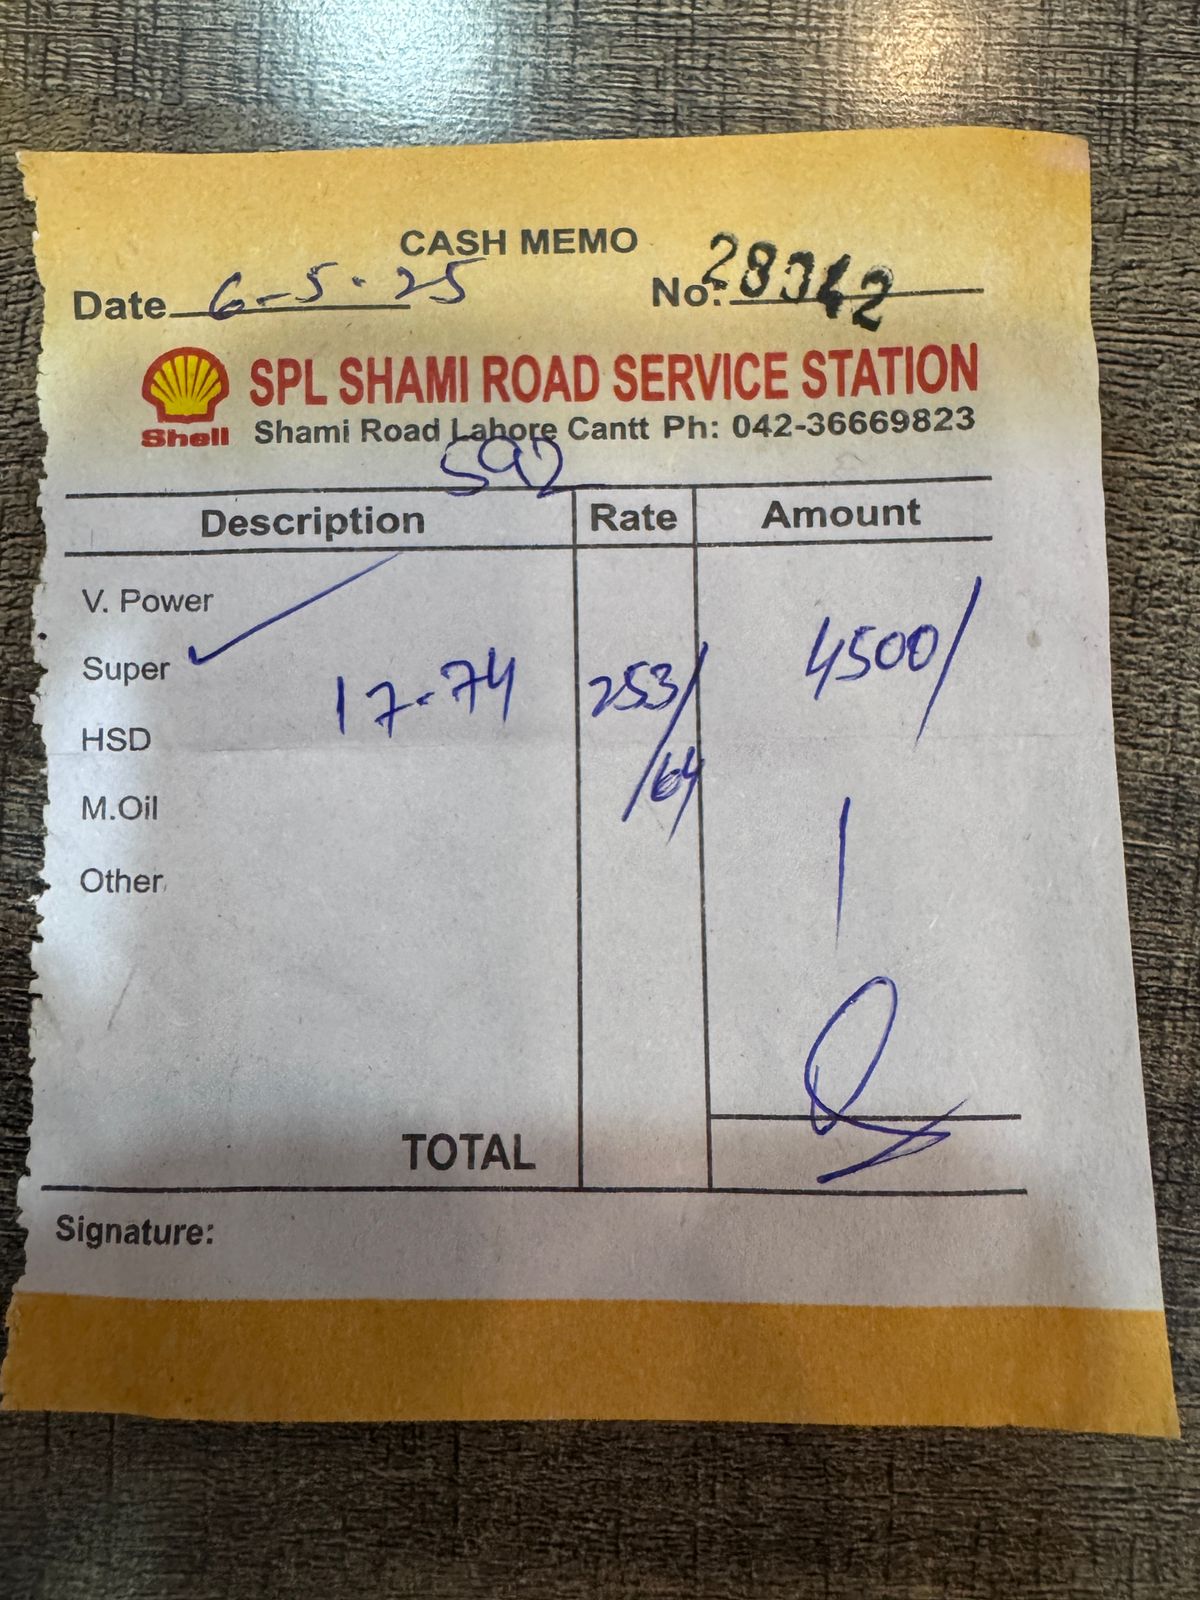 CASH MEMO
Date 6-5-25 No: 28342
Shell SPL SHAMI ROAD SERVICE STATION
Shami Road Lahore Cantt Ph: 042-36669823
592
Description Rate Amount
V. Power
Super 17-74 253/64 4500/
HSD
M.Oil
Other
TOTAL
Signature: